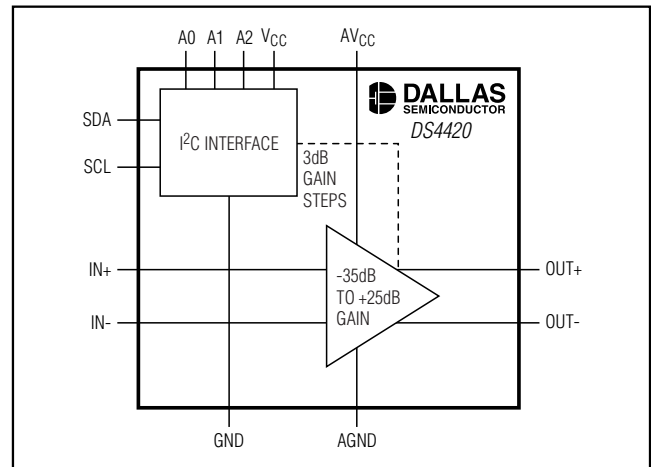 A0 A1 A2 VCC AVCC
DALLAS
SEMICONDUCTOR
DS4420
SDA
I²C INTERFACE
SCL
3dB
GAIN
STEPS
IN+
-35dB
TO +25dB
GAIN
OUT+
IN-
OUT-
GND AGND